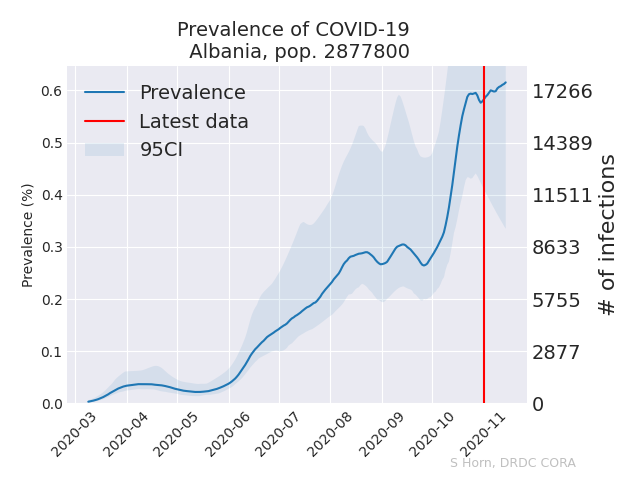 Prevalence of COVID-19
Albania, pop. 2877800
Prevalence
Latest data
95CI
Prevalence (%)
0.6
0.5
0.4
0.3
0.2
0.1
0.0
17266
14389
11511
8633
5755
2877
0
# of infections
2020-03
2020-04
2020-05
2020-06
2020-07
2020-08
2020-09
2020-10
2020-11
S Horn, DRDC CORA